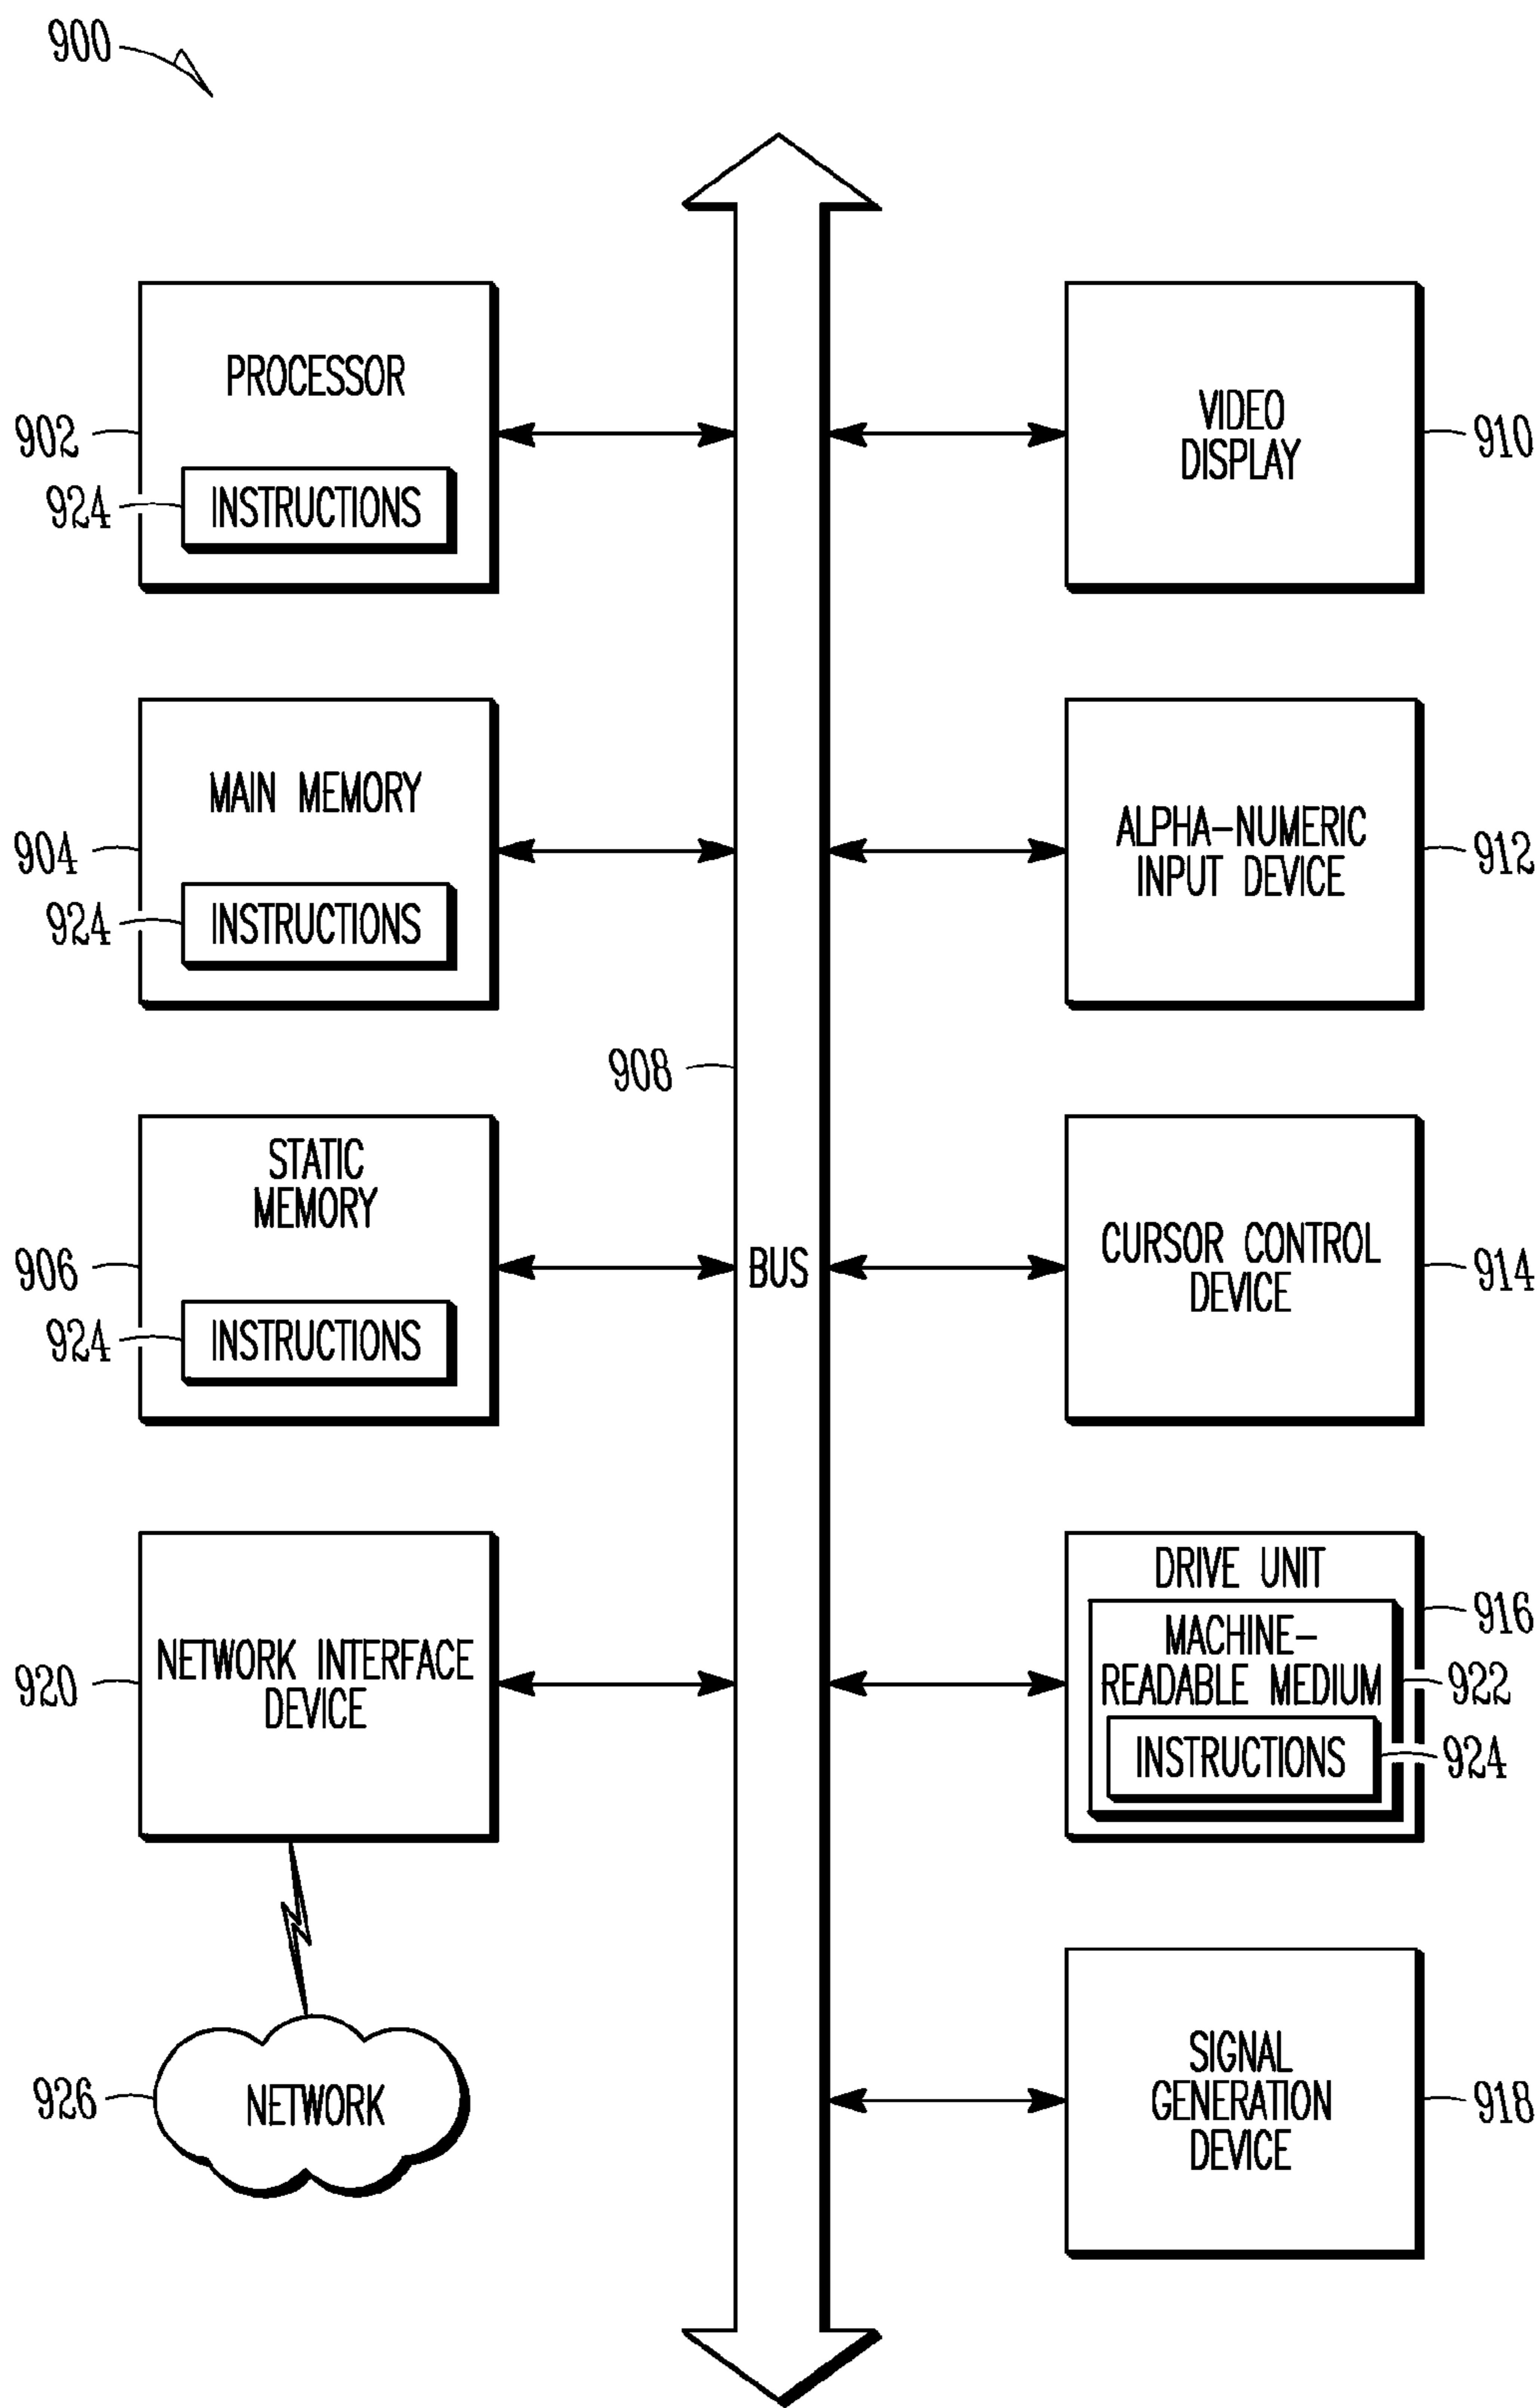 900
PROCESSOR
902
924
INSTRUCTIONS
MAIN MEMORY
904
924
INSTRUCTIONS
908
STATIC
MEMORY
906
924
INSTRUCTIONS
NETWORK INTERFACE
DEVICE
920
926
NETWORK
BUS
VIDEO
DISPLAY
910
ALPHA-NUMERIC
INPUT DEVICE
912
CURSOR CONTROL
DEVICE
914
DRIVE UNIT
916
MACHINE-
READABLE MEDIUM
922
INSTRUCTIONS
924
SIGNAL
GENERATION
DEVICE
918